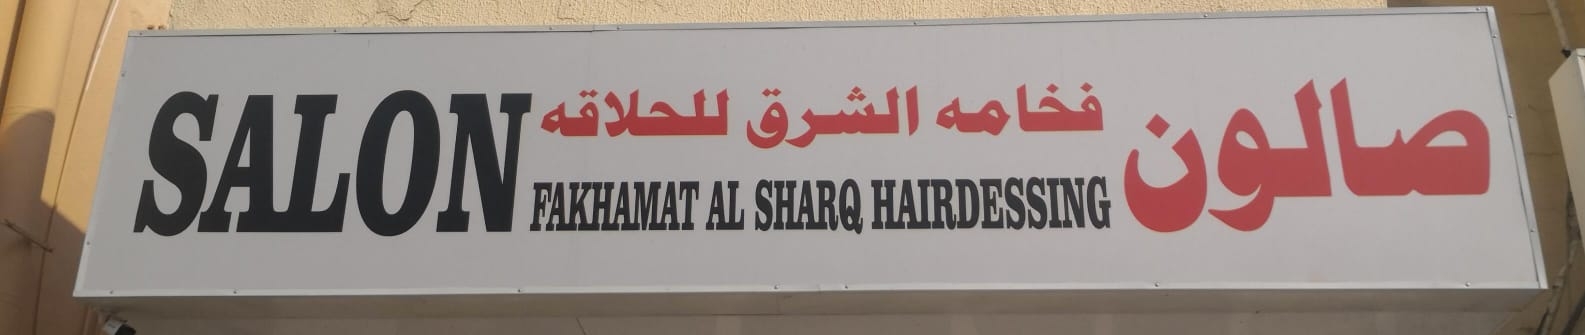 صالون
فخامه الشرق للحلاقه
SALON
FAKHAMAT AL SHARQ HAIRDESSING